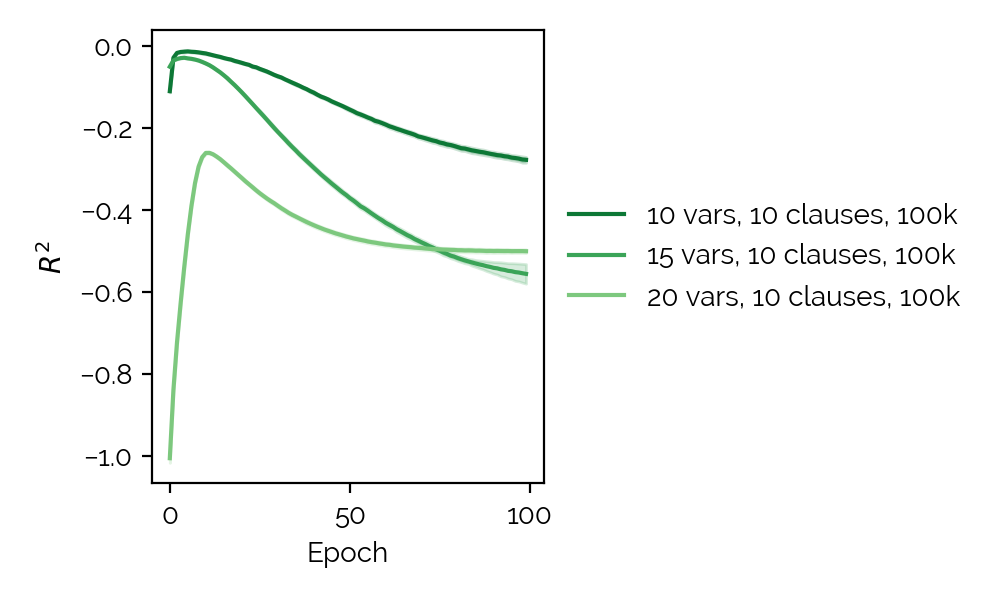 0.0
−0.2
−0.4
−0.6
−0.8
−1.0
R²
0
50
100
Epoch
10 vars, 10 clauses, 100k
15 vars, 10 clauses, 100k
20 vars, 10 clauses, 100k